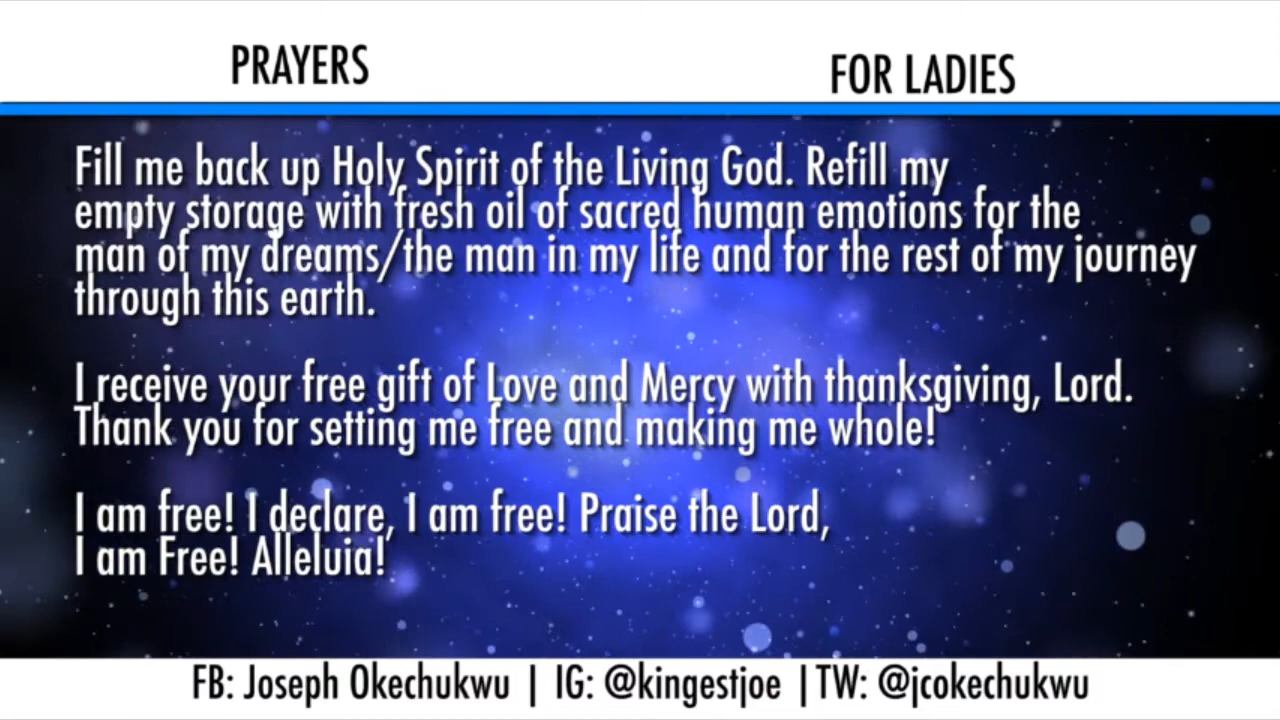 PRAYERS
FOR LADIES
Fill me back up Holy Spirit of the Living God. Refill my
empty storage with fresh oil of sacred human emotions for the
man of my dreams/the man in my life and for the rest of my journey
through this earth.
I receive your free gift of Love and Mercy with thanksgiving, Lord.
Thank you for setting me free and making me whole!
I am free! I declare, I am free! Praise the Lord,
I am Free! Alleluia!
FB: Joseph Okechukwu | IG: @kingestjoe | TW: @jcokechukwu